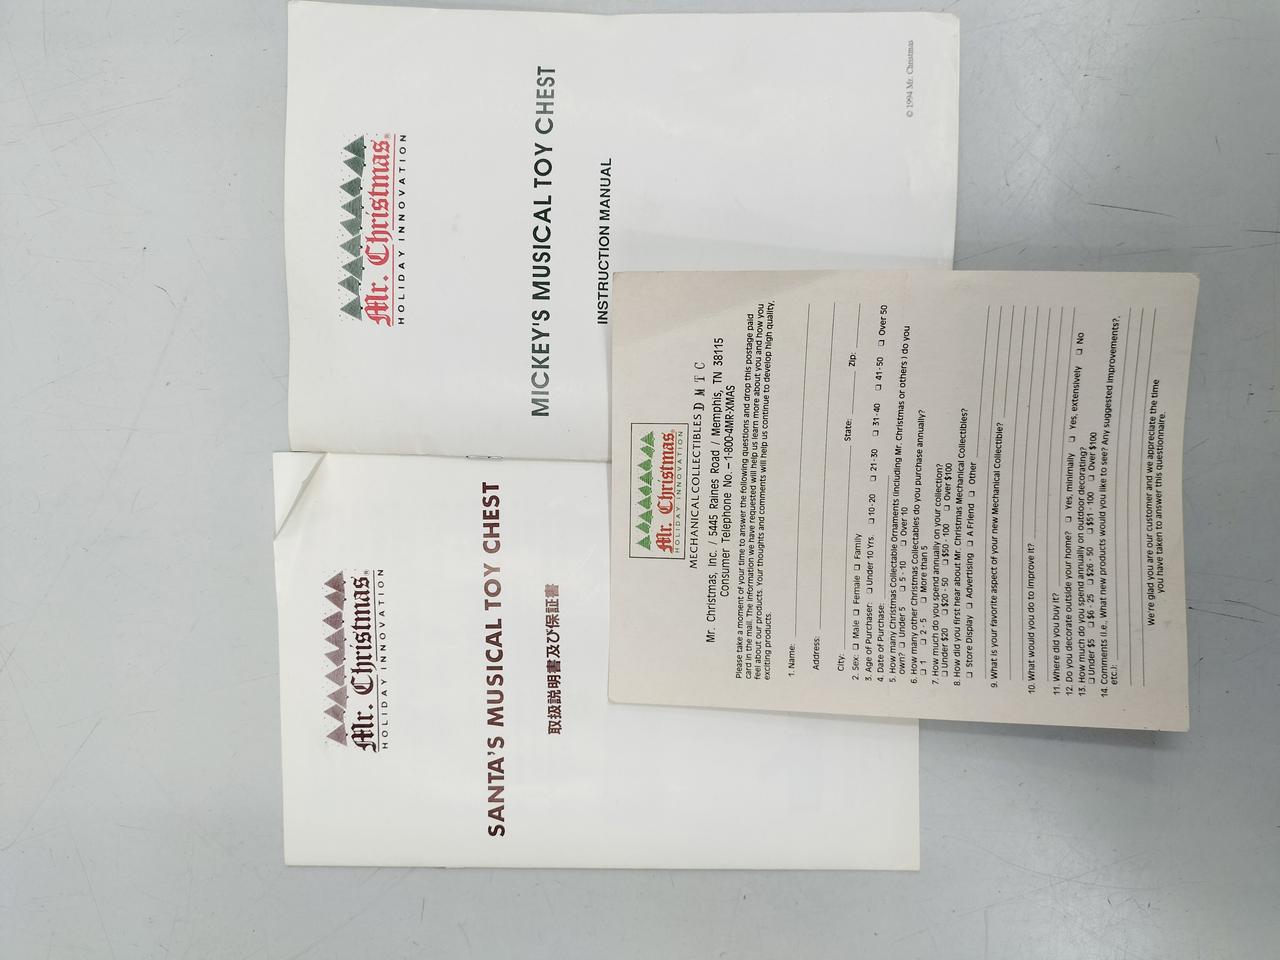 Mr. Christmas®
HOLIDAY INNOVATION
SANTA'S MUSICAL TOY CHEST
取扱説明書及び保証書
Mr. Christmas®
HOLIDAY INNOVATION
MICKEY'S MUSICAL TOY CHEST
INSTRUCTION MANUAL
© 1994 Mr. Christmas
Mr. Christmas®
HOLIDAY INNOVATION
MECHANICAL COLLECTIBLES D M T C
Mr. Christmas, Inc. / 5445 Raines Road / Memphis, TN 38115
Consumer Telephone No. – 1-800-4MR-XMAS
Please take a moment of your time to answer the following questions and drop this postage paid
card in the mail. The information we have requested will help us learn more about you and how you
feel about our products. Your thoughts and comments will help us continue to develop high quality,
exciting products.
1. Name:
Address:
City: State: Zip:
2. Sex: ❏ Male ❏ Female ❏ Family
3. Age of Purchaser: ❏ Under 10 Yrs. ❏ 10-20 ❏ 21-30 ❏ 31-40 ❏ 41-50 ❏ Over 50
4. Date of Purchase:
5. How many Christmas Collectable Ornaments (including Mr. Christmas or others) do you
own? ❏ Under 5 ❏ 5 - 10 ❏ Over 10
6. How many other Christmas Collectables do you purchase annually?
❏ 1 ❏ 2 - 5 ❏ More than 5
7. How much do you spend annually on your collection?
❏ Under $20 ❏ $20 - 50 ❏ $50 - 100 ❏ Over $100
8. How did you first hear about Mr. Christmas Mechanical Collectibles?
❏ Store Display ❏ Advertising ❏ A Friend ❏ Other
9. What is your favorite aspect of your new Mechanical Collectible?
10. What would you do to improve it?
11. Where did you buy it?
12. Do you decorate outside your home? ❏ Yes, minimally ❏ Yes, extensively ❏ No
13. How much do you spend annually on outdoor decorating?
❏ Under $5 ❏ $6 - 25 ❏ $26 - 50 ❏ $51 - 100 ❏ Over $100
14. Comments (i.e., What new products would you like to see? Any suggested improvements?,
etc.):
We're glad you are our customer and we appreciate the time
you have taken to answer this questionnaire.